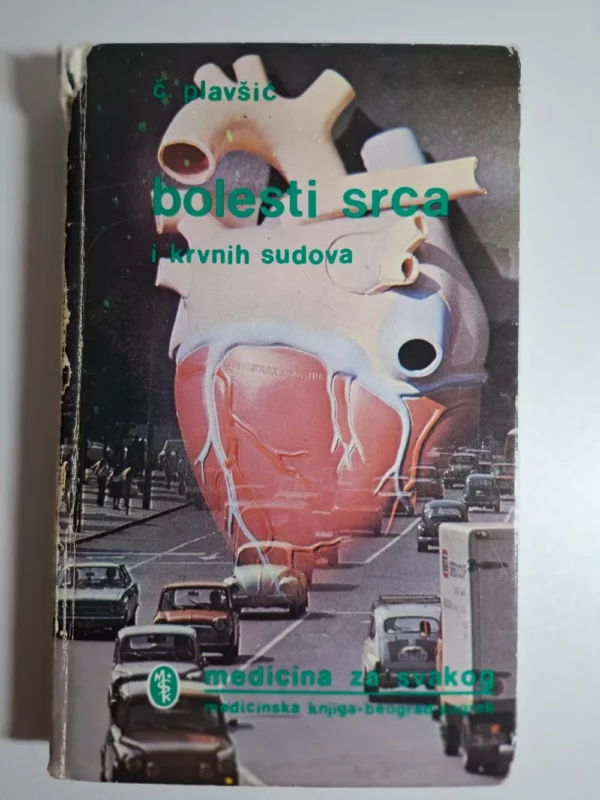 č. plavšić
bolesti srca
i krvnih sudova
medicina za svakog
medicinska knjiga-beograd-zagreb